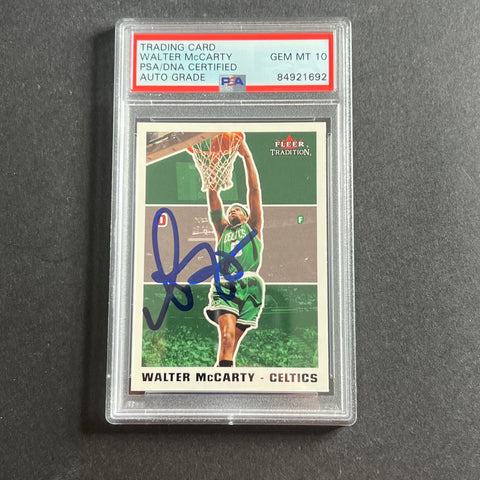 TRADING CARD
WALTER McCARTY GEM MT 10
PSA/DNA CERTIFIED
AUTO GRADE PSA 84921692
FLEER
TRADITION
F
CELTICS
WALTER McCARTY - CELTICS